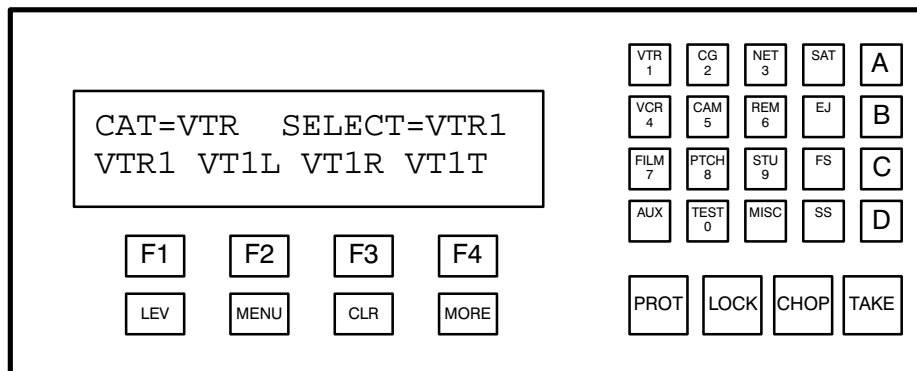 CAT=VTR SELECT=VTR1
VTR1 VT1L VT1R VT1T
F1 F2 F3 F4
LEV MENU CLR MORE
VTR 1 CG 2 NET 3 SAT A
VCR 4 CAM 5 REM 6 EJ B
FILM 7 PTCH 8 STU 9 FS C
AUX TEST 0 MISC SS D
PROT LOCK CHOP TAKE